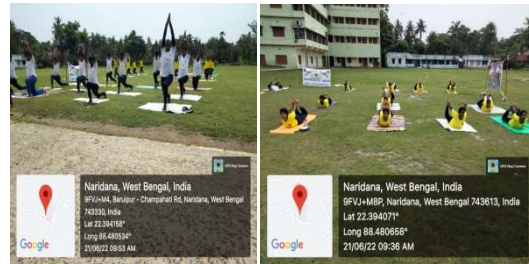 GPS Map Camera
Naridana, West Bengal, India
9FVJ+M4, Baruipur - Champahati Rd, Naridana, West Bengal
743330, India
Lat 22.394158°
Long 88.480534°
21/06/22 09:53 AM
Google
GPS Map Camera
Naridana, West Bengal, India
9FVJ+M8P, Naridana, West Bengal 743613, India
Lat 22.394071°
Long 88.480658°
21/06/22 09:36 AM
Google